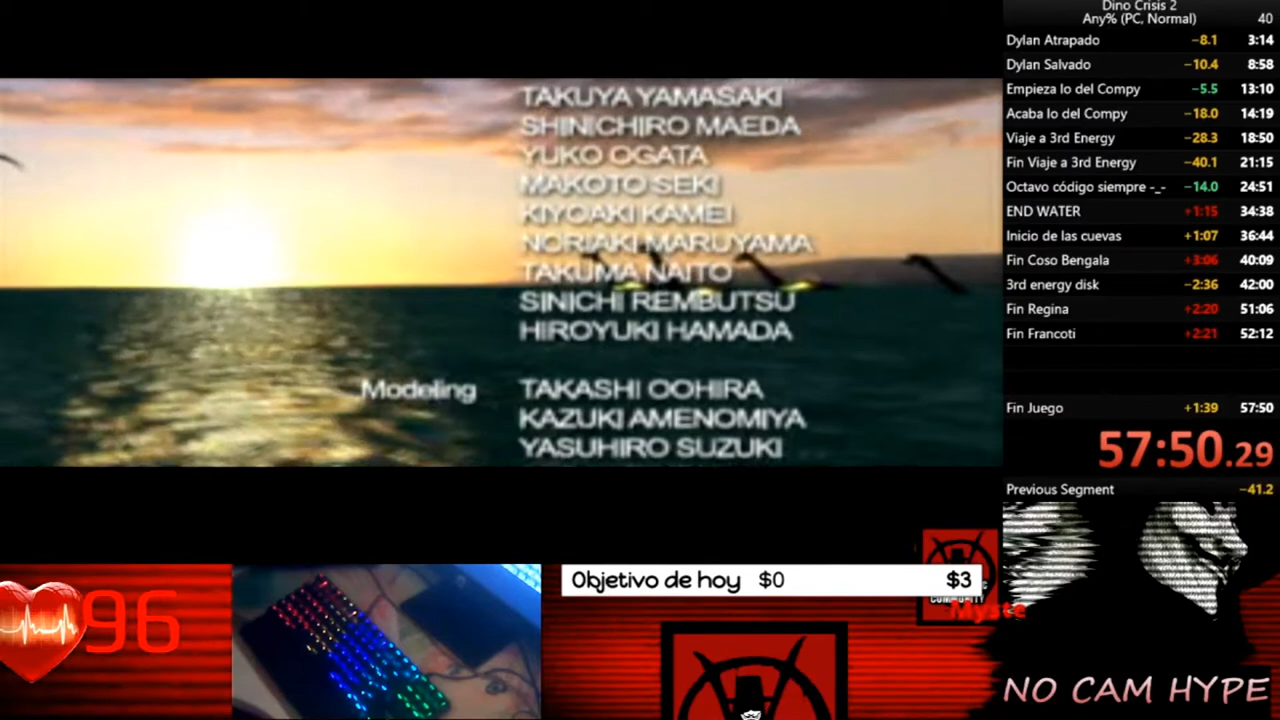 TAKUYA YAMASAKI
SHINICHIRO MAEDA
YUKO OGATA
MAKOTO SEKI
KIYOAKI KAMEI
NORIAKI MARUYAMA
TAKUMA NAITO
SINICHI REMBUTSU
HIROYUKI HAMADA
Modeling TAKASHI OOHIRA
KAZUKI AMENOMIYA
YASUHIRO SUZUKI
Dino Crisis 2
Any% (PC, Normal) 40
Dylan Atrapado −8.1 3:14
Dylan Salvado −10.4 8:58
Empieza lo del Compy −5.5 13:10
Acaba lo del Compy −18.0 14:19
Viaje a 3rd Energy −28.3 18:50
Fin Viaje a 3rd Energy −40.1 21:15
Octavo código siempre -_- −14.0 24:51
END WATER +1:15 34:38
Inicio de las cuevas +1:07 36:44
Fin Coso Bengala +3:06 40:09
3rd energy disk −2:36 42:00
Fin Regina +2:20 51:06
Fin Francoti +2:21 52:12
Fin Juego +1:39 57:50
57:50.29
Previous Segment −41.2
96
Objetivo de hoy $0 $3
COMMUNITY
Myste
NO CAM HYPE